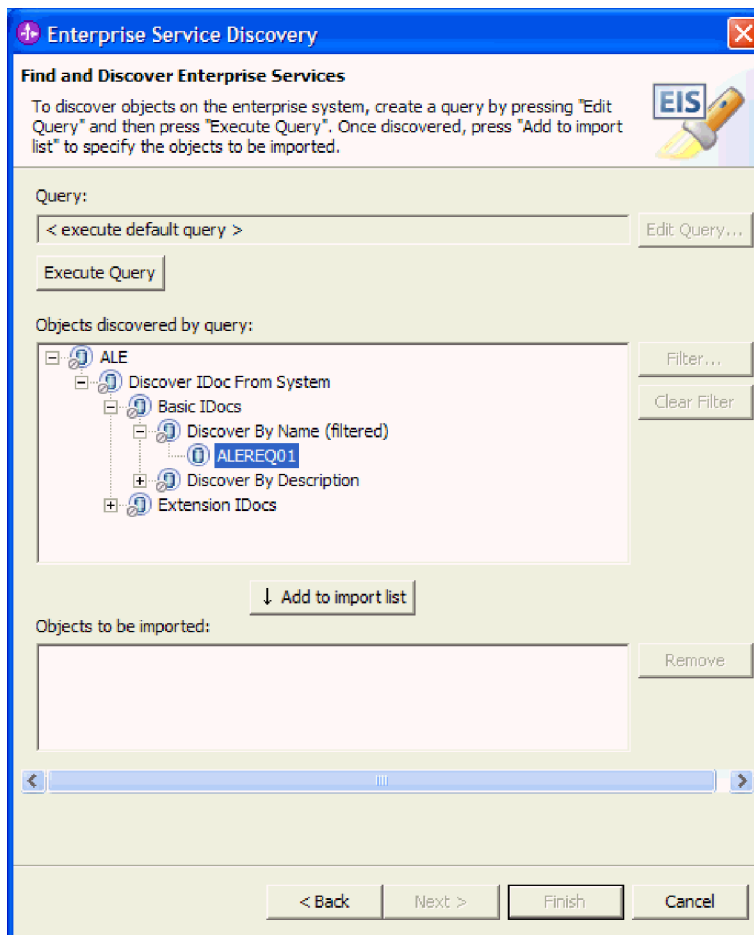 Enterprise Service Discovery
Find and Discover Enterprise Services
To discover objects on the enterprise system, create a query by pressing "Edit
Query" and then press "Execute Query". Once discovered, press "Add to import
list" to specify the objects to be imported.
EIS
Query:
< execute default query >
Edit Query...
Execute Query
Objects discovered by query:
ALE
Discover IDoc From System
Basic IDocs
Discover By Name (filtered)
ALEREQ01
Discover By Description
Extension IDocs
Filter...
Clear Filter
↓ Add to import list
Objects to be imported:
Remove
< Back
Next >
Finish
Cancel